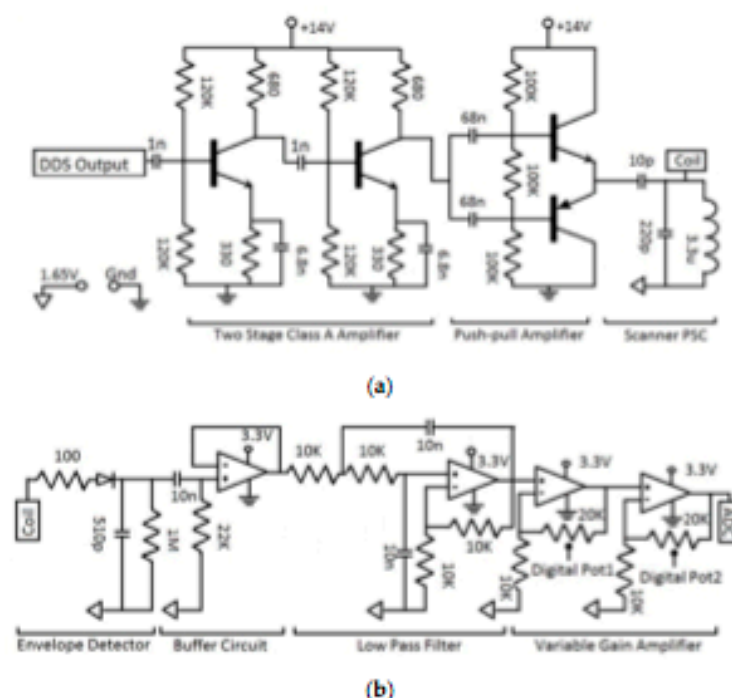 +14V
+14V
120K
680
120K
680
100K
68n
1n
1n
10p
Coil
DDS Output
100K
68n
220p
3.3u
120K
330
6.8n
120K
330
6.8n
100K
1.65V
Gnd
Two Stage Class A Amplifier
Push-pull Amplifier
Scanner PSC
(a)
3.3V
10n
100
10K
10K
3.3V
3.3V
3.3V
10n
20K
20K
Coil
510p
1M
22K
10K
ADC
10n
10K
Digital Pot1
10K
Digital Pot2
10K
Envelope Detector
Buffer Circuit
Low Pass Filter
Variable Gain Amplifier
(b)